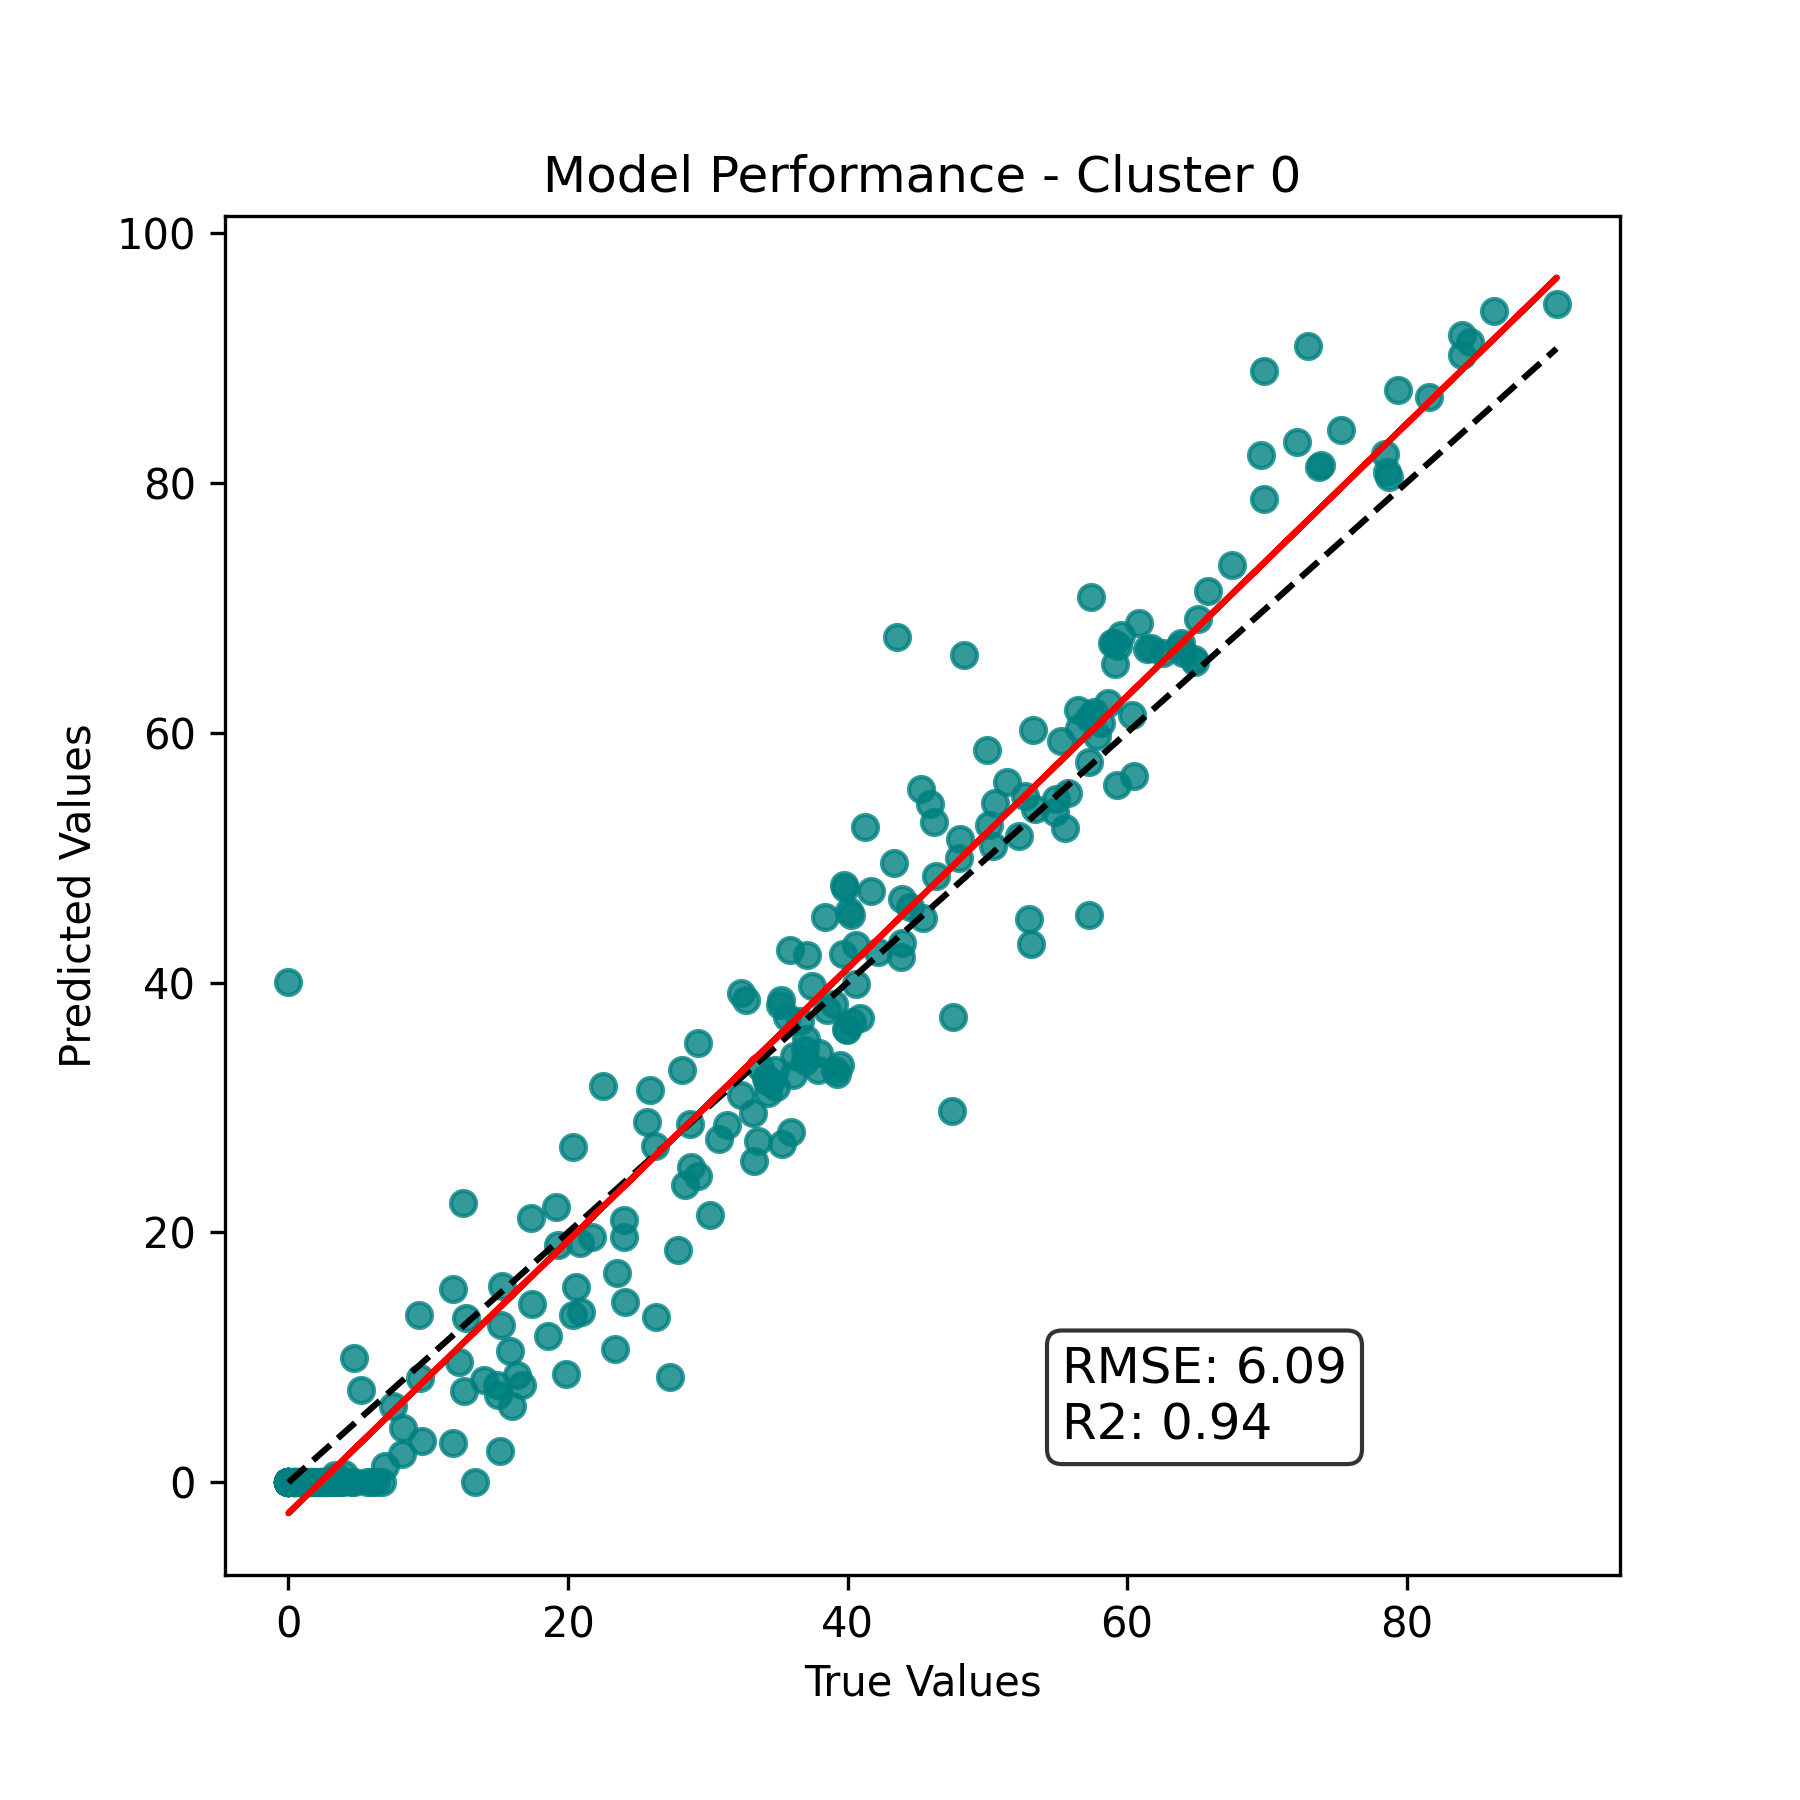 Model Performance - Cluster 0
100
80
60
40
20
0
Predicted Values
RMSE: 6.09
R2: 0.94
0 20 40 60 80
True Values